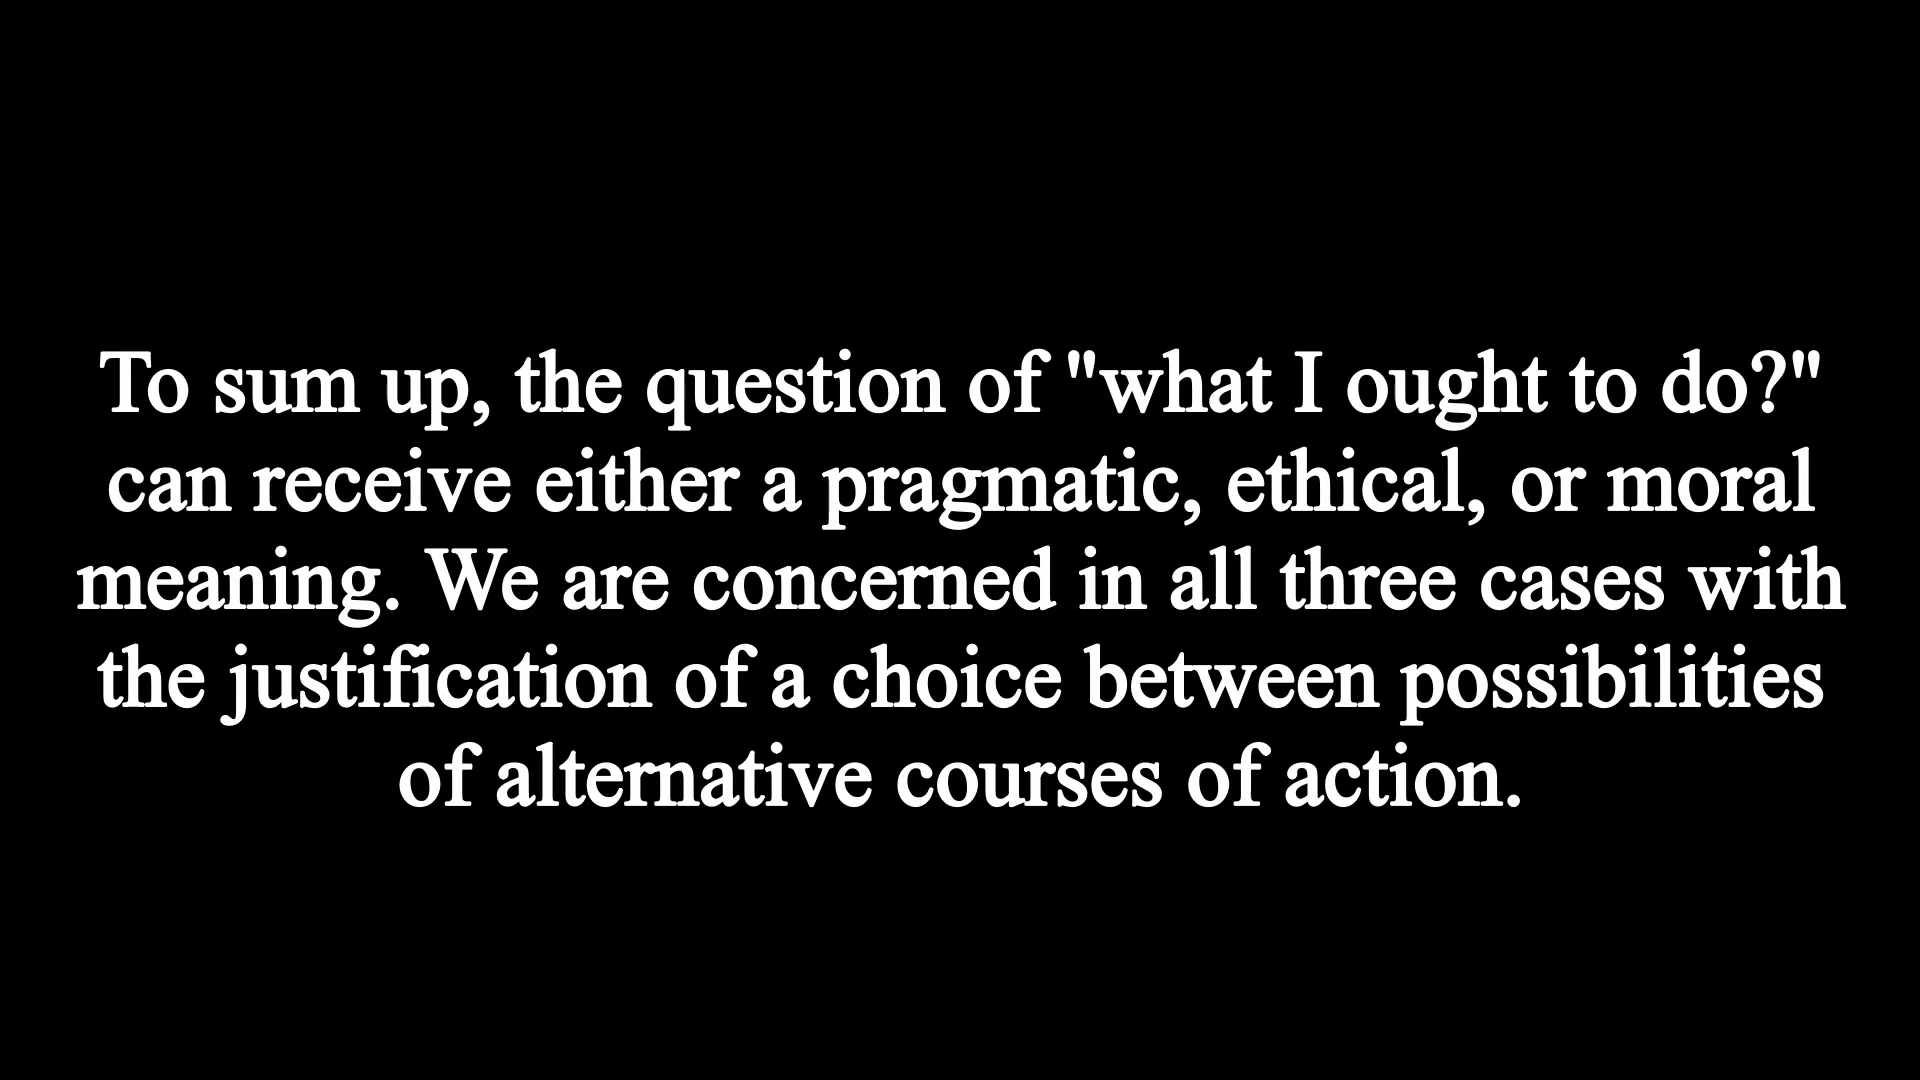 To sum up, the question of "what I ought to do?"
can receive either a pragmatic, ethical, or moral
meaning. We are concerned in all three cases with
the justification of a choice between possibilities
of alternative courses of action.